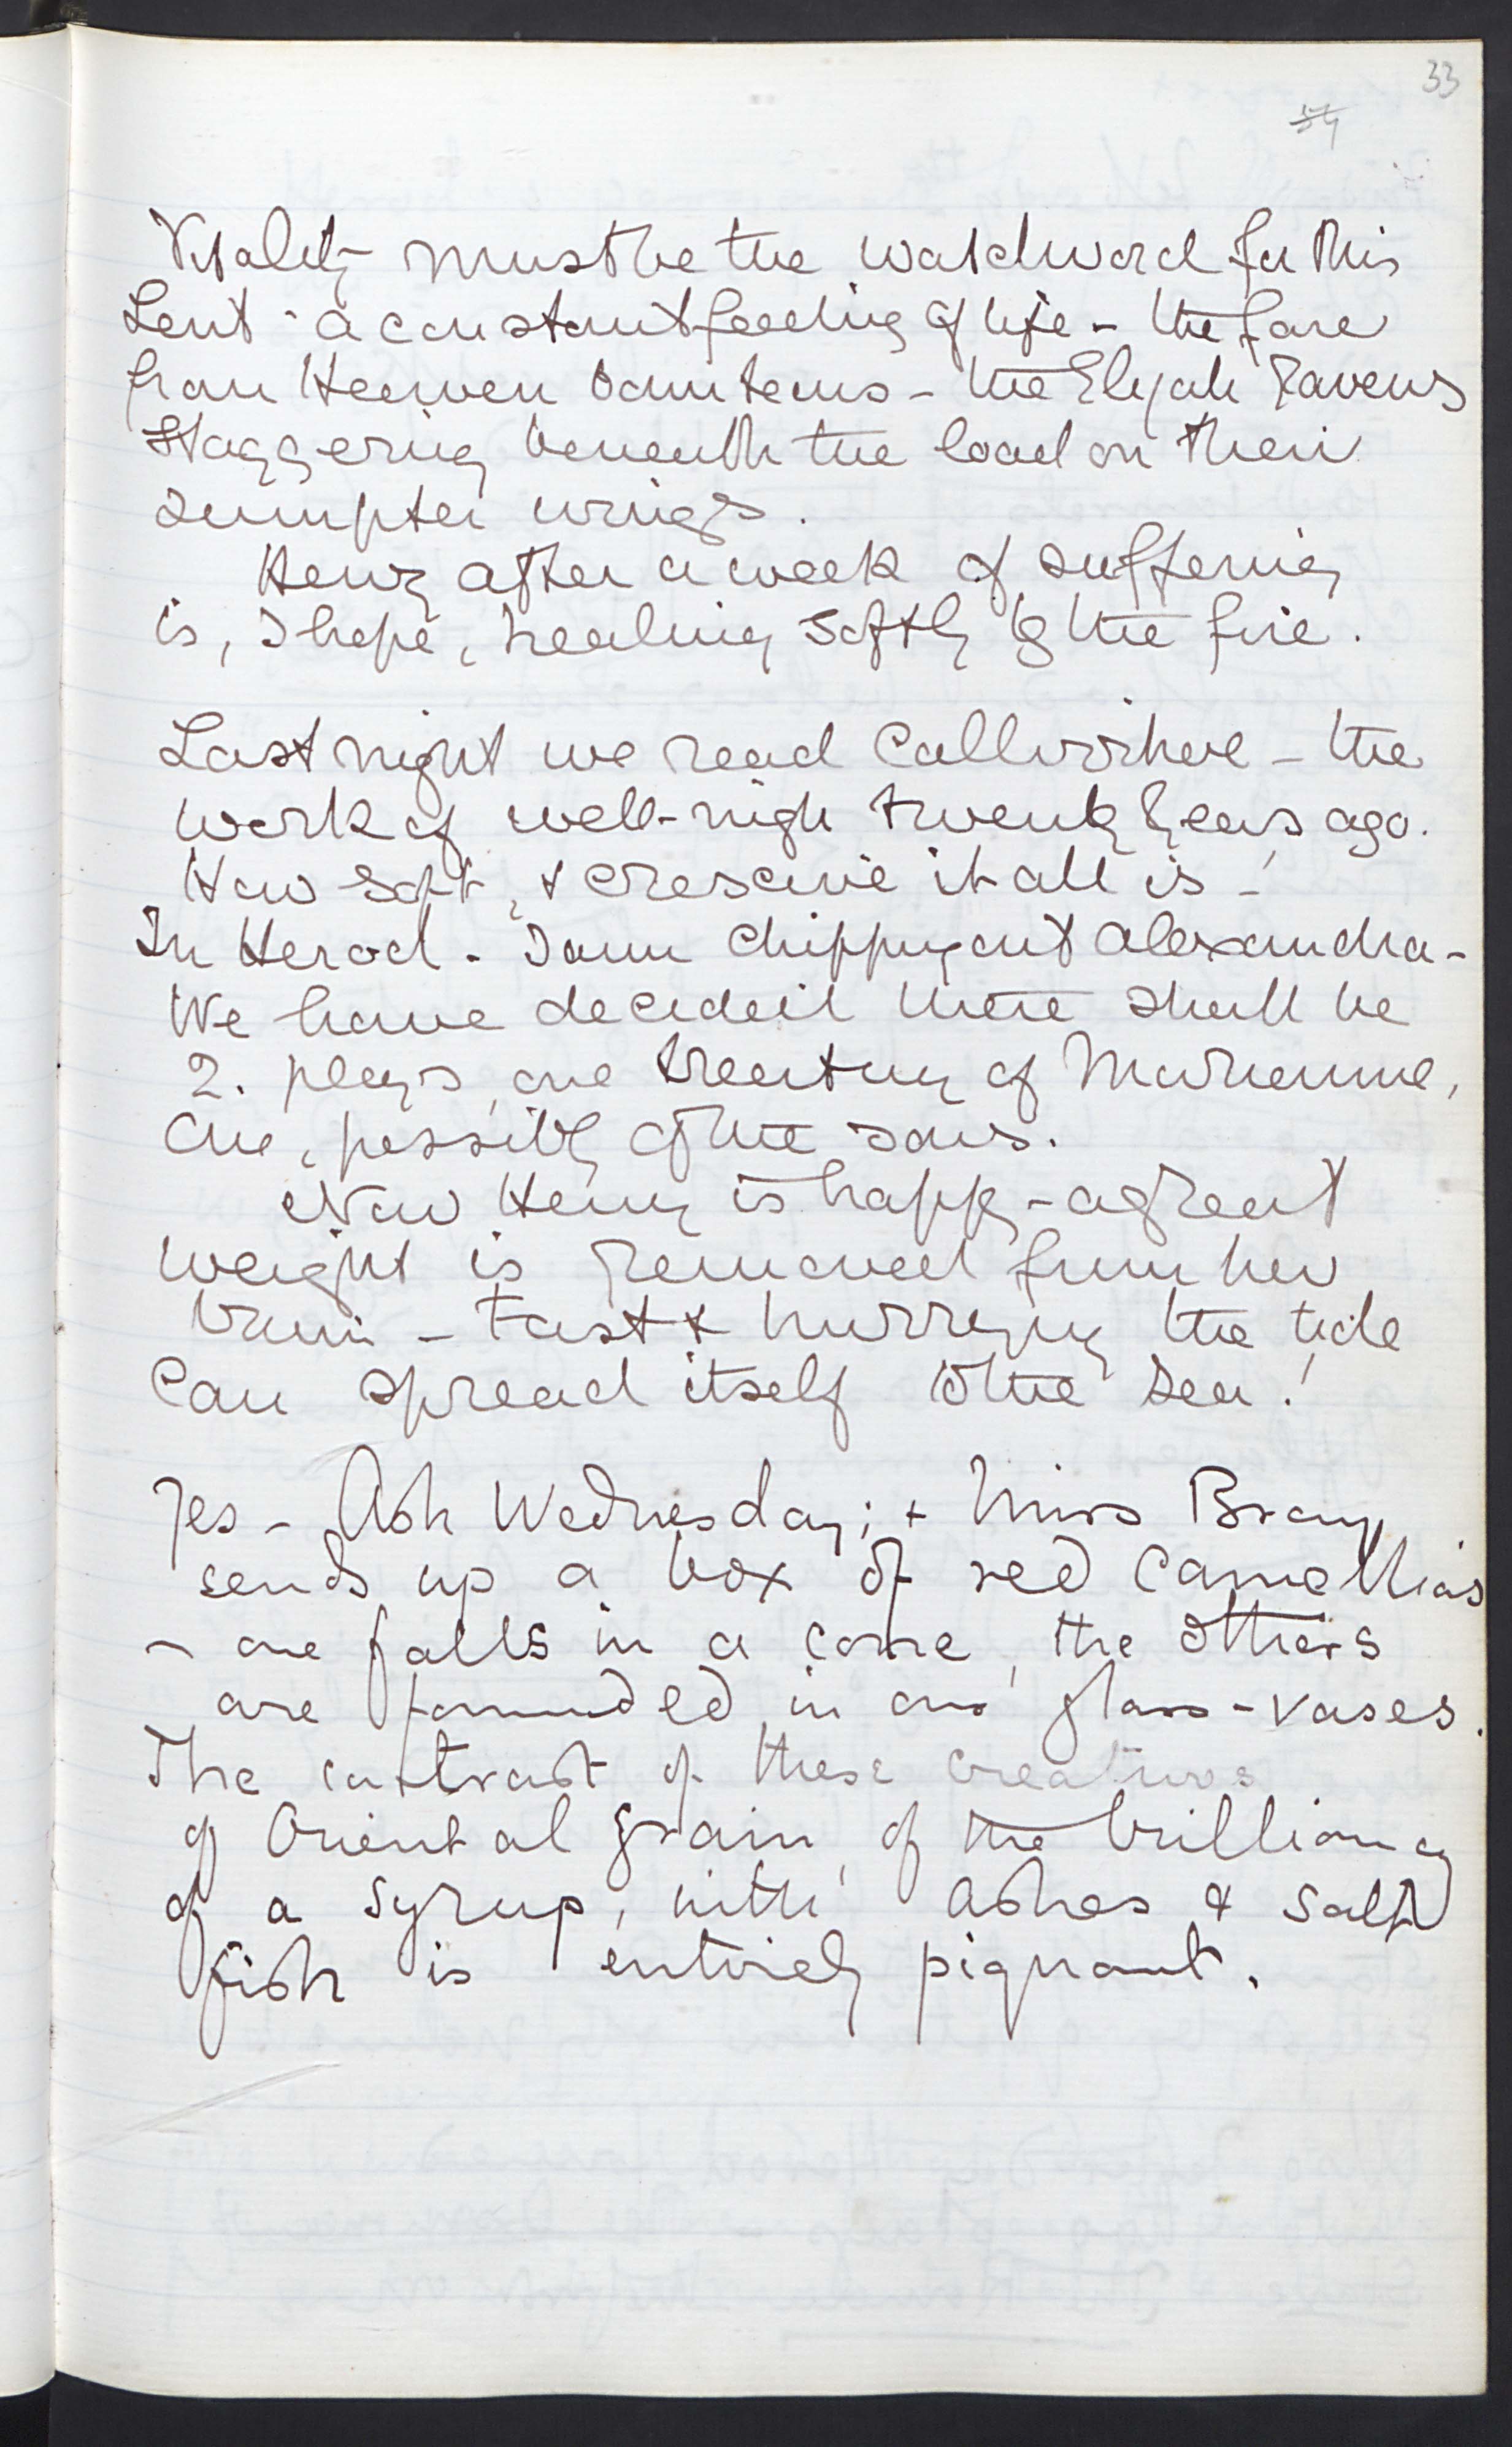 33
54
Vitality must be the watchword for this
Lent - a constant feeling of life - the fare
from Heaven bounteous - the Elijah Ravens
staggering beneath the load on their
sumpter wings.
Henry after a week of suffering
is, I hope, healing softly by the fire.
Last night we read Callirrhoë - the
work of well-nigh twenty years ago.
How soft, & crescive it all is -
In Herod - I am chipping out Alexandra -
We have decided there shall be
2. plays, one treating of Mariamne,
one, possibly of the sons.
Now Henry is happy - a great
weight is removed from her
brain - Fast & hurrying the tide
can spread itself to the sea!
Yes - Ash Wednesday; & Miss Bray
sends up a box of red Camellias
- one falls in a corne, the others
are in our glass-vases.
The contrast of these creatures
of Oriental grain, of the brilliancy
of a syrup, with ashes & salt
fish is entirely piquant.